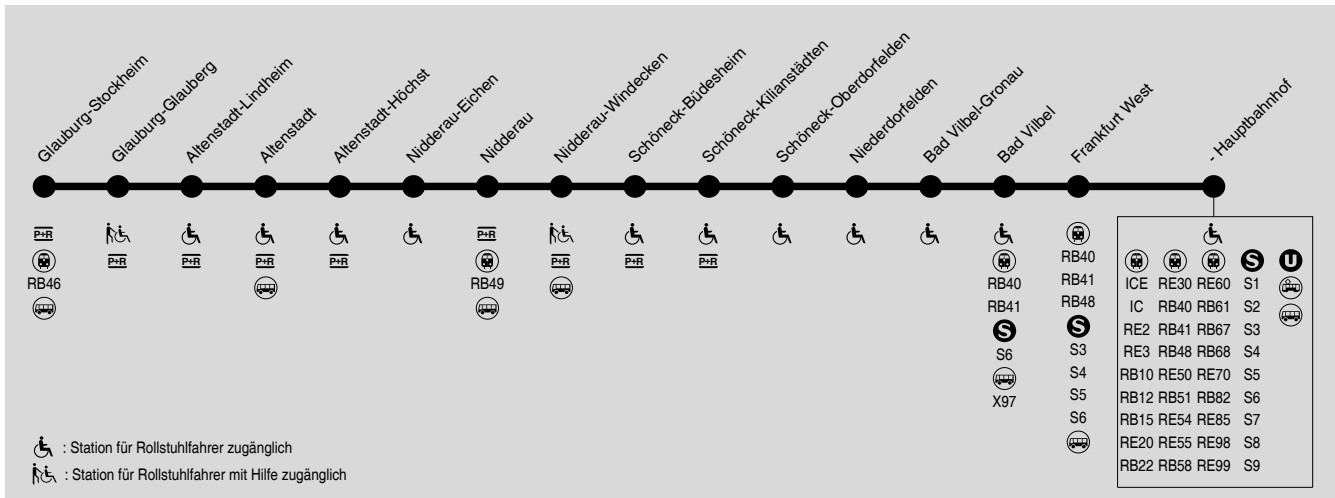 Glauburg-Stockheim
Glauburg-Glauberg
Altenstadt-Lindheim
Altenstadt
Altenstadt-Höchst
Nidderau-Eichen
Nidderau
Nidderau-Windecken
Schöneck-Büdesheim
Schöneck-Kilianstädten
Schöneck-Oberdorfelden
Niederdorfelden
Bad Vilbel-Gronau
Bad Vilbel
Frankfurt West
- Hauptbahnhof
P+R
RB46
P+R
P+R
P+R
P+R
P+R
RB49
P+R
P+R
P+R
RB40
RB41
S
S6
X97
RB40
RB41
RB48
S
S3
S4
S5
S6
S U
ICE RE30 RE60 S1
IC RB40 RB61 S2
RE2 RB41 RB67 S3
RE3 RB48 RB68 S4
RB10 RE50 RE70 S5
RB12 RB51 RB82 S6
RB15 RE54 RE85 S7
RE20 RE55 RE98 S8
RB22 RB58 RE99 S9
: Station für Rollstuhlfahrer zugänglich
: Station für Rollstuhlfahrer mit Hilfe zugänglich